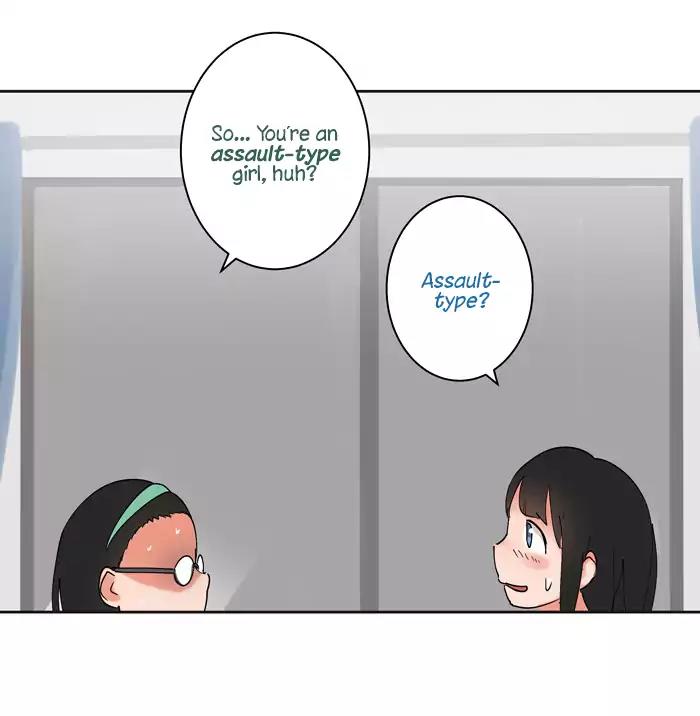 So... You're an
assault-type
girl, huh?
Assault-
type?